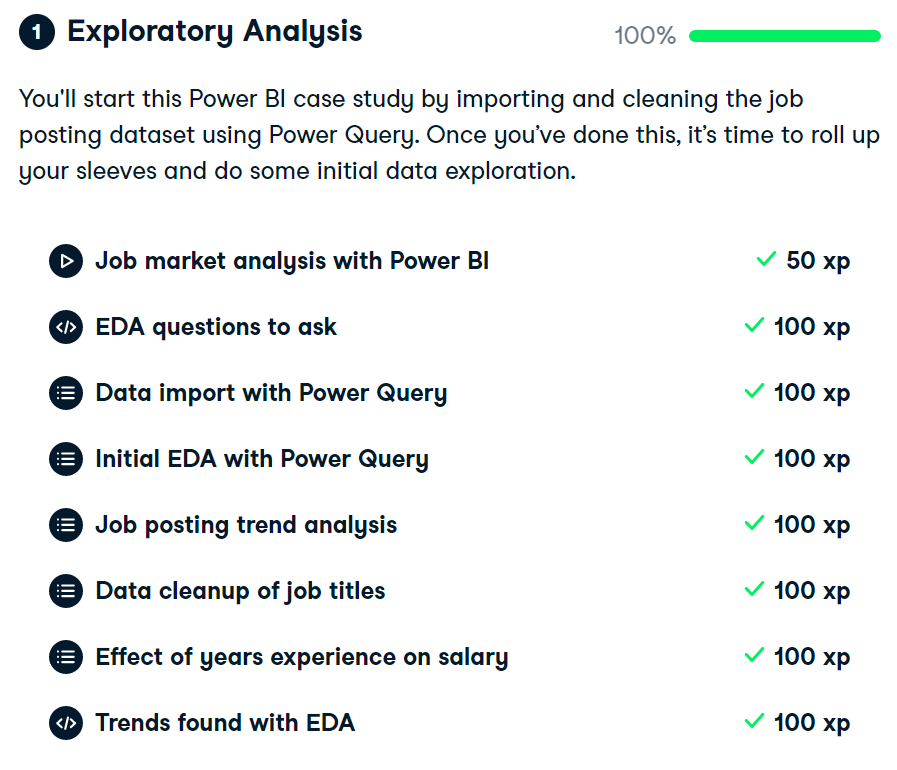 1 Exploratory Analysis 100%
You'll start this Power BI case study by importing and cleaning the job
posting dataset using Power Query. Once you’ve done this, it’s time to roll up
your sleeves and do some initial data exploration.
Job market analysis with Power BI 50 xp
EDA questions to ask 100 xp
Data import with Power Query 100 xp
Initial EDA with Power Query 100 xp
Job posting trend analysis 100 xp
Data cleanup of job titles 100 xp
Effect of years experience on salary 100 xp
Trends found with EDA 100 xp